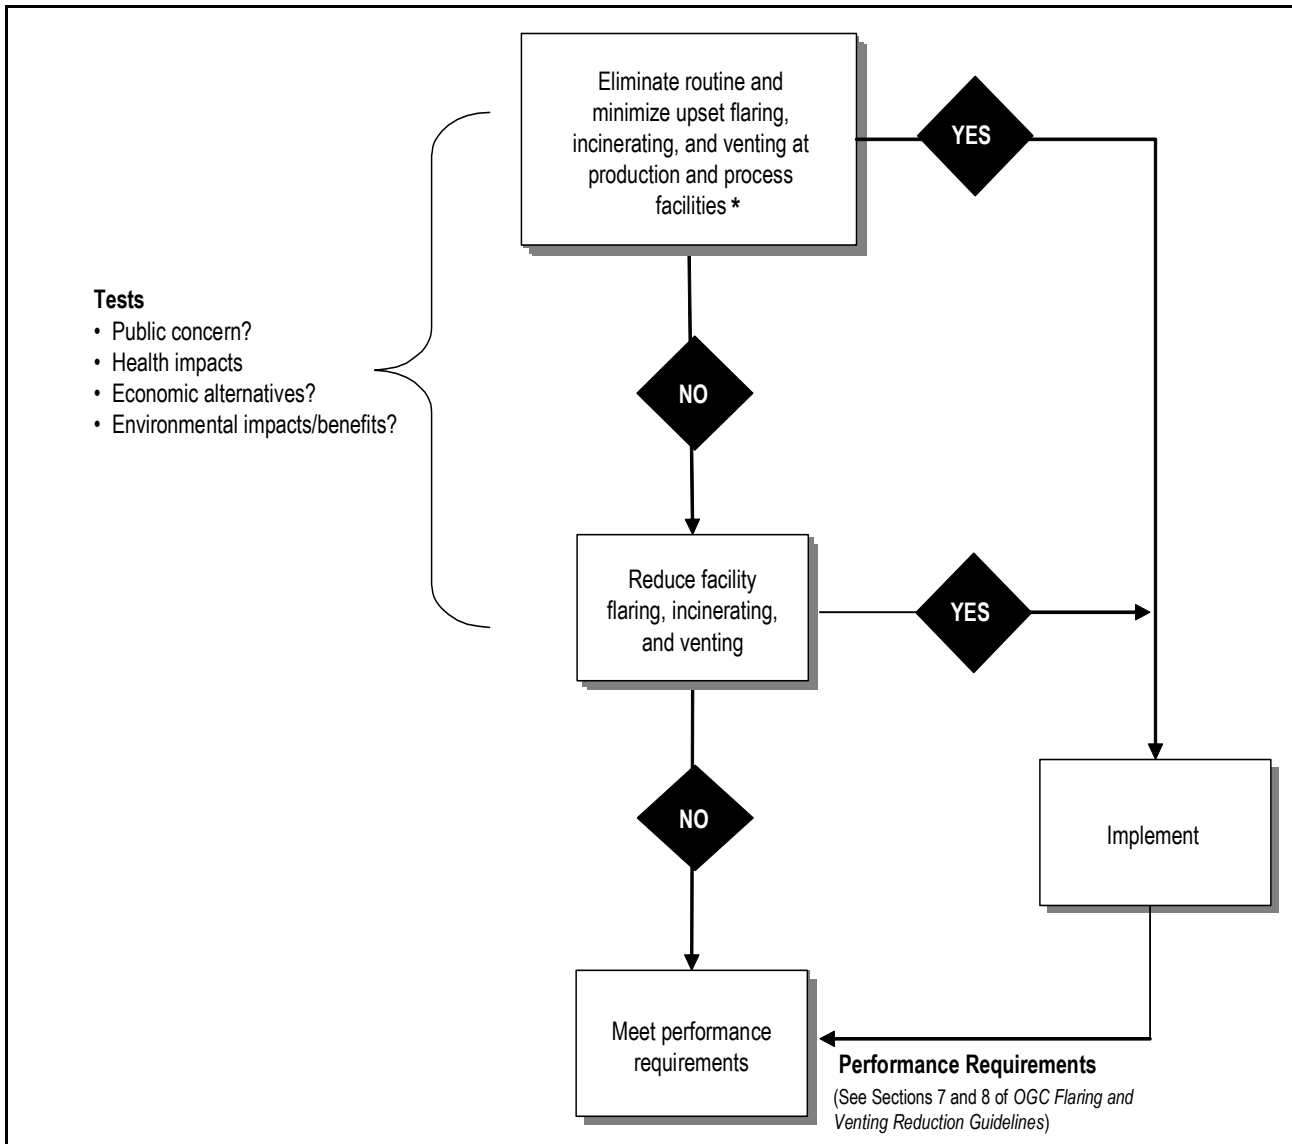 Eliminate routine and
minimize upset flaring,
incinerating, and venting at
production and process
facilities *
YES
Tests
• Public concern?
• Health impacts
• Economic alternatives?
• Environmental impacts/benefits?
NO
Reduce facility
flaring, incinerating,
and venting
YES
NO
Implement
Meet performance
requirements
Performance Requirements
(See Sections 7 and 8 of OGC Flaring and
Venting Reduction Guidelines)